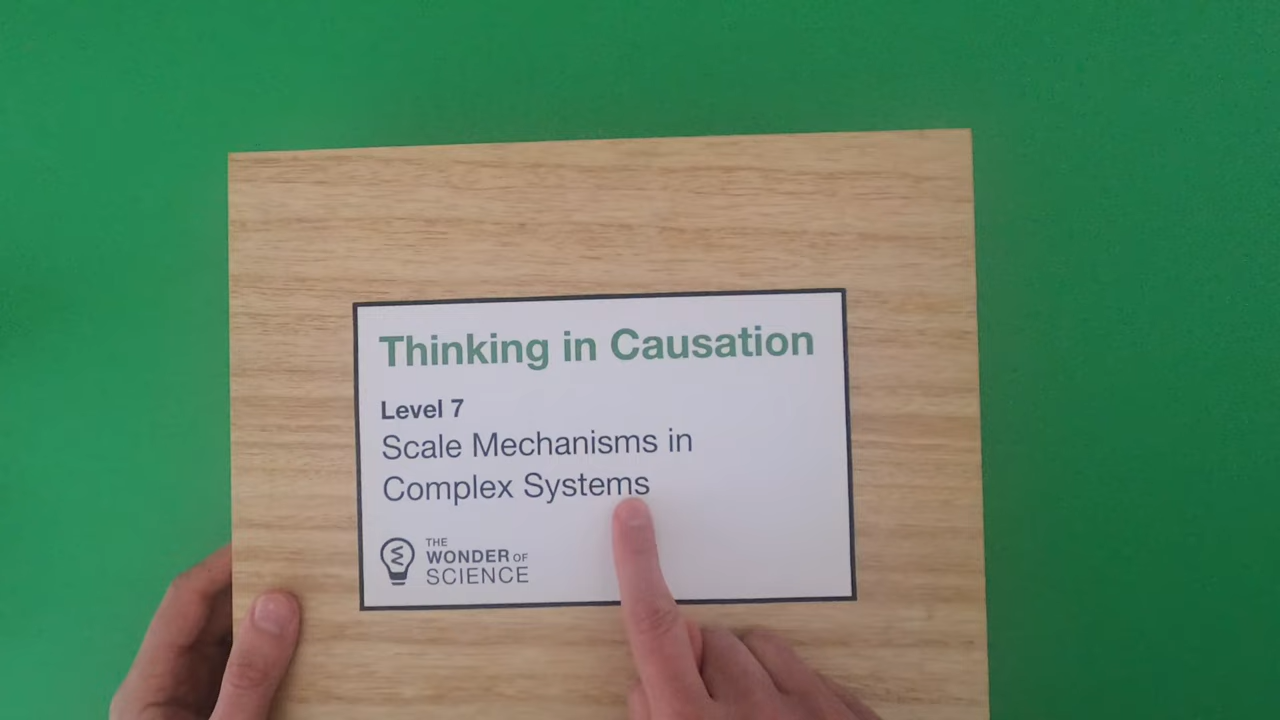 Thinking in Causation
Level 7
Scale Mechanisms in
Complex Systems
THE
WONDER OF
SCIENCE